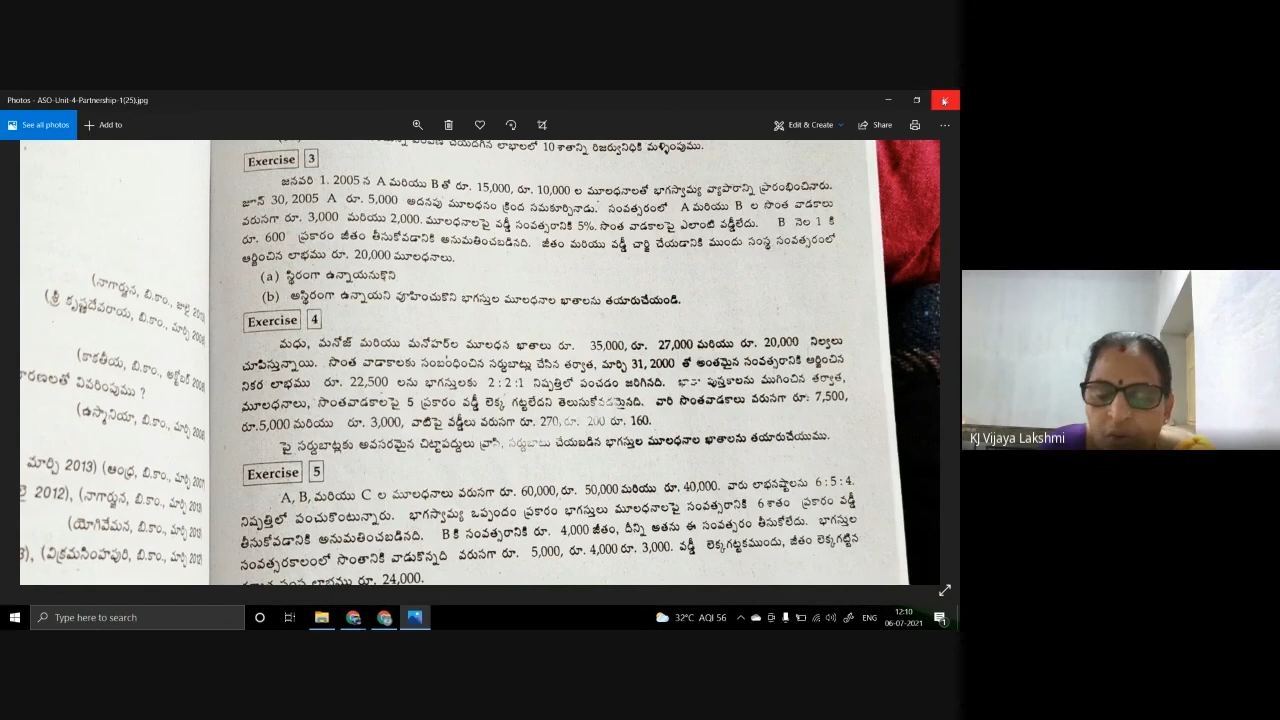 Photos - ASO-Unit-4-Partnership-1(25).jpg
See all photos
Add to
Edit & Create
Share
లాభాలలో 10 శాతాన్ని రిజర్వునిధికి మళ్ళింపుము.
Exercise 3
జనవరి 1. 2005 న A మరియు B తో రూ. 15,000, రూ. 10,000 ల మూలధనాలతో భాగస్వామ్య వ్యాపారాన్ని ప్రారంభించినారు.
జూన్ 30, 2005 A రూ. 5,000 అదనపు మూలధనం క్రింద సమకూర్చినాడు. సంవత్సరంలో A మరియు B ల సొంత వాడకాలు
వరుసగా రూ. 3,000 మరియు 2,000. మూలధనాలపై వడ్డీ సంవత్సరానికి 5%. సొంత వాడకాలపై ఎలాంటి వడ్డీలేదు. B నెల 1 కి
రూ. 600 ప్రకారం జీతం తీసుకోవడానికి అనుమతించబడినది. జీతం మరియు వడ్డీ చార్జి చేయడానికి ముందు సంస్థ సంవత్సరంలో
ఆర్జించిన లాభము రూ. 20,000 మూలధనాలు.
(a) స్థిరంగా ఉన్నాయనుకొని
(b) అస్థిరంగా ఉన్నాయని వూహించుకొని భాగస్తుల మూలధనాల ఖాతాలను తయారుచేయండి.
Exercise 4
మధు, మనోజ్ మరియు మనోహర్‌ల మూలధన ఖాతాలు రూ. 35,000, రూ. 27,000 మరియు రూ. 20,000 నిల్వలు
చూపిస్తున్నాయి. సొంత వాడకాలకు సంబంధించిన సర్దుబాట్లు చేసిన తర్వాత, మార్చి 31, 2000 తో అంతమైన సంవత్సరానికి ఆర్జించిన
నికర లాభము రూ. 22,500 లను భాగస్తులకు 2 : 2 : 1 నిష్పత్తిలో పంచడం జరిగినది. పుస్తకాలను ముగించిన తర్వాత,
మూలధనాలు, సొంతవాడకాలపై 5 ప్రకారం వడ్డీ లెక్క గట్టలేదని తెలుసుకోవడమైనది. వారి సొంతవాడకాలు వరుసగా రూ. 7,500,
రూ.5,000 మరియు రూ. 3,000, వాటిపై వడ్డీలు వరుసగా రూ. 270, రూ. 200 రూ. 160.
పై సర్దుబాట్లకు అవసరమైన చిట్టాపద్దులు వ్రాసి, సర్దుబాటు చేయబడిన భాగస్తుల మూలధనాల ఖాతాలను తయారుచేయుము.
Exercise 5
A, B, మరియు C ల మూలధనాలు వరుసగా రూ. 60,000, రూ. 50,000 మరియు రూ. 40,000. వారు లాభనష్టాలను 6 : 5 : 4.
నిష్పత్తిలో పంచుకొంటున్నారు. భాగస్వామ్య ఒప్పందం ప్రకారం భాగస్తులు మూలధనాలపై సంవత్సరానికి 6 శాతం ప్రకారం వడ్డీ
తీసుకోవడానికి అనుమతించబడినది. B కి సంవత్సరానికి రూ. 4,000 జీతం, దీన్ని అతను ఈ సంవత్సరం తీసుకోలేదు. భాగస్తుల
సంవత్సరకాలంలో సొంతానికి వాడుకొన్నది వరుసగా రూ. 5,000, రూ. 4,000 రూ. 3,000. వడ్డీ లెక్కగట్టకముందు, జీతం లెక్కగట్టిన
లాభము రూ. 24,000.
(నాగార్జున, బి.కాం.,
(శ్రీ కృష్ణదేవరాయ, బి.కాం., మార్చి
(కాకతీయ, బి.కాం., అక్టోబర్
వివరింపుము ?
(ఉస్మానియా, బి.కాం., మార్చి
మార్చి 2013) (ఆంధ్ర, బి.కాం., మార్చి
2012), (నాగార్జున, బి.కాం., మార్చి
(యోగివేమన, బి.కాం., మార్చి
(విక్రమసింహపురి, బి.కాం., మార్చి
KJ Vijaya Lakshmi
Type here to search
32°C AQI 56
ENG
12:10
06-07-2021